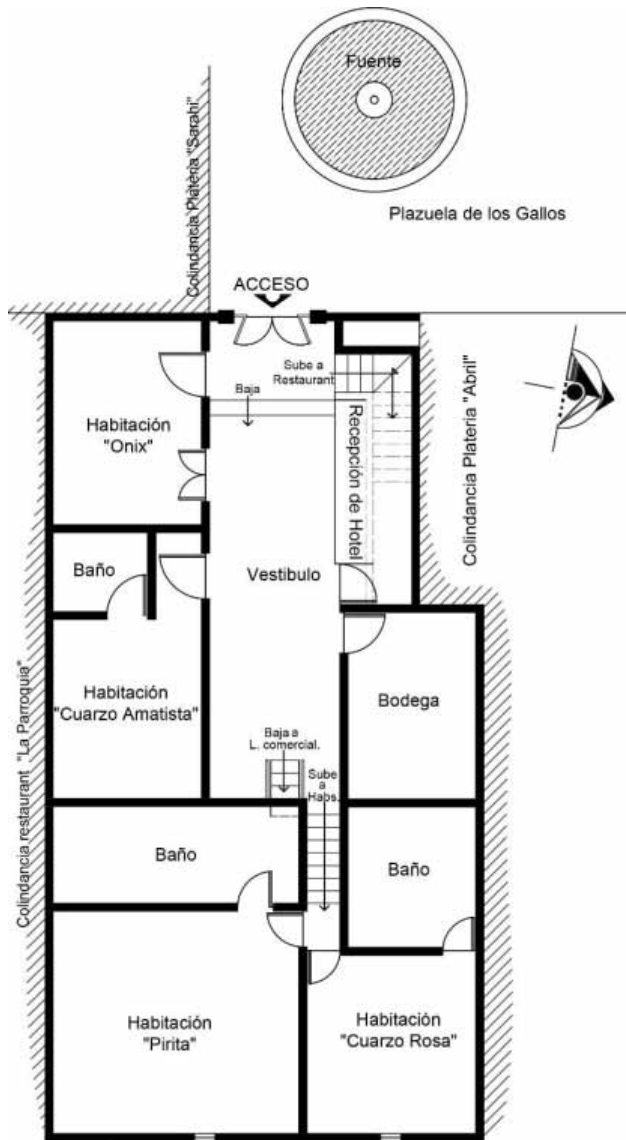 Fuente
Plazuela de los Gallos
Colindancia Plateria "Sarahi"
ACCESO
Sube a
Restaurant
Baja
Habitación
"Onix"
Recepción de Hotel
Colindancia Plateria "Abril"
Baño
Vestibulo
Habitación
"Cuarzo Amatista"
Bodega
Colindancia restaurant "La Parroquia"
Baja a
L. comercial.
Sube
a
Habs.
Baño
Baño
Habitación
"Pirita"
Habitación
"Cuarzo Rosa"